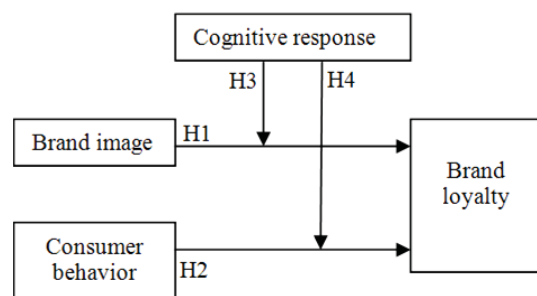 Cognitive response
H3
H4
H1
Brand image
Brand
loyalty
Consumer
behavior
H2